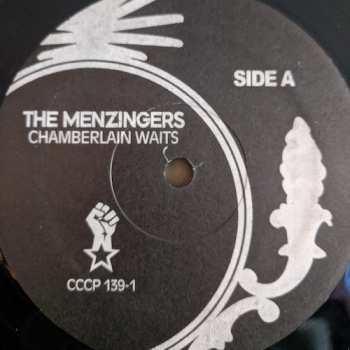 SIDE A
THE MENZINGERS
CHAMBERLAIN WAITS
CCCP 139-1